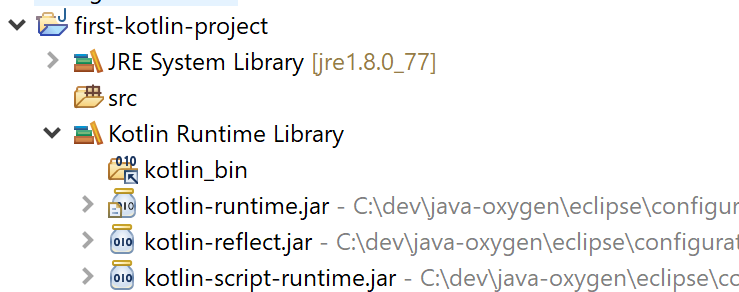 first-kotlin-project
JRE System Library [jre1.8.0_77]
src
Kotlin Runtime Library
kotlin_bin
kotlin-runtime.jar - C:\dev\java-oxygen\eclipse\configur
kotlin-reflect.jar - C:\dev\java-oxygen\eclipse\configurat
kotlin-script-runtime.jar - C:\dev\java-oxygen\eclipse\co